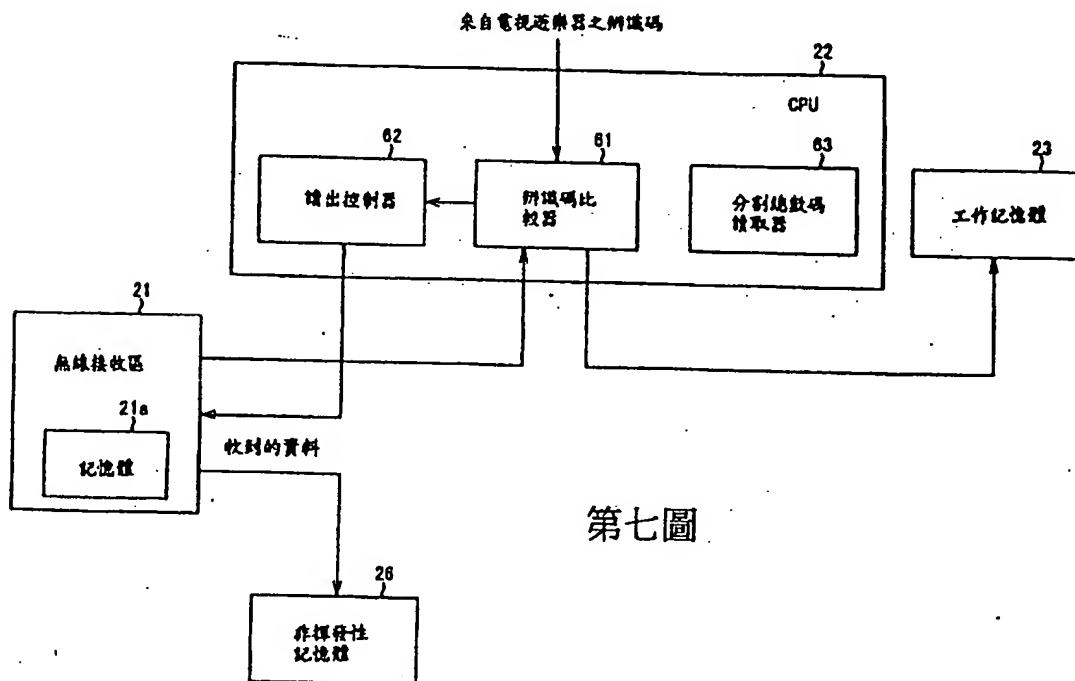 來自電視遊樂器之辨識碼
22
CPU
62
讀出控制器
61
辨識碼比
較器
63
分割總數碼
讀取器
23
工作記憶體
21
無線接收區
21a
記憶體
收到的資料
第七圖
26
非揮發性
記憶體